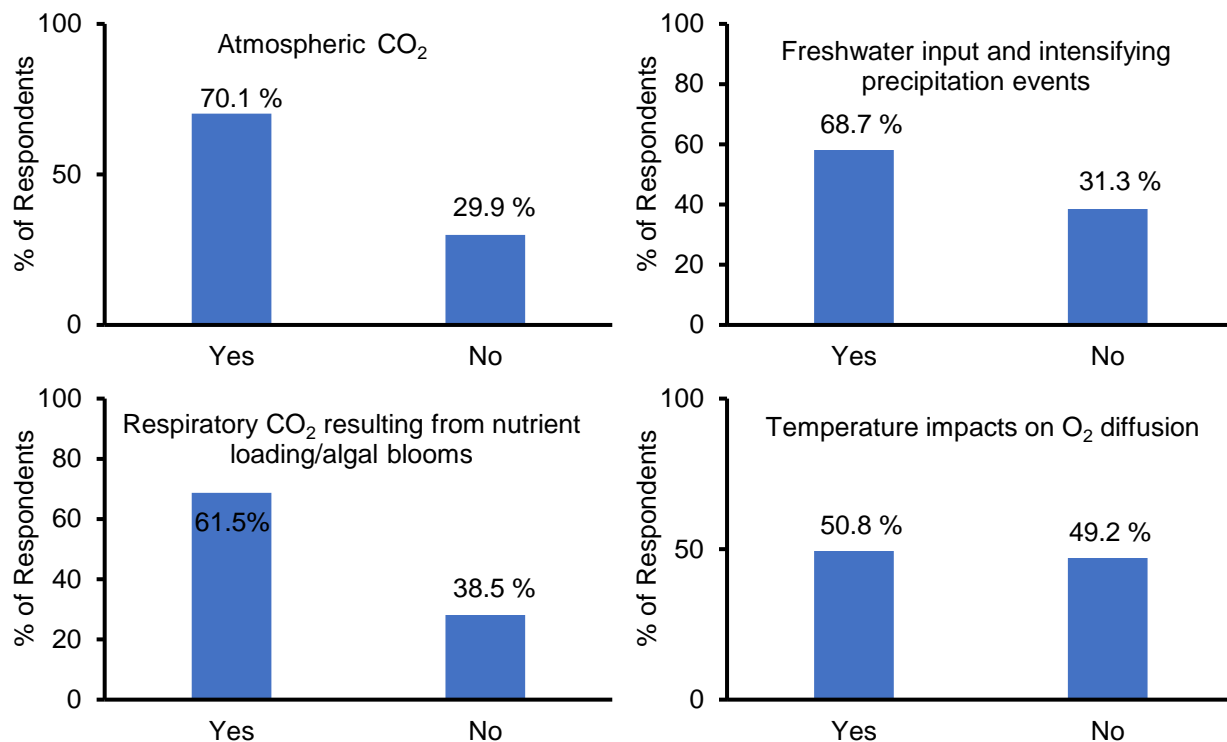 Atmospheric CO₂
% of Respondents
100
50
0
70.1 %
29.9 %
Yes
No
Freshwater input and intensifying
precipitation events
% of Respondents
100
80
60
40
20
0
68.7 %
31.3 %
Yes
No
Respiratory CO₂ resulting from nutrient
loading/algal blooms
% of Respondents
100
80
60
40
20
0
61.5%
38.5 %
Yes
No
Temperature impacts on O₂ diffusion
% of Respondents
100
50
0
50.8 %
49.2 %
Yes
No